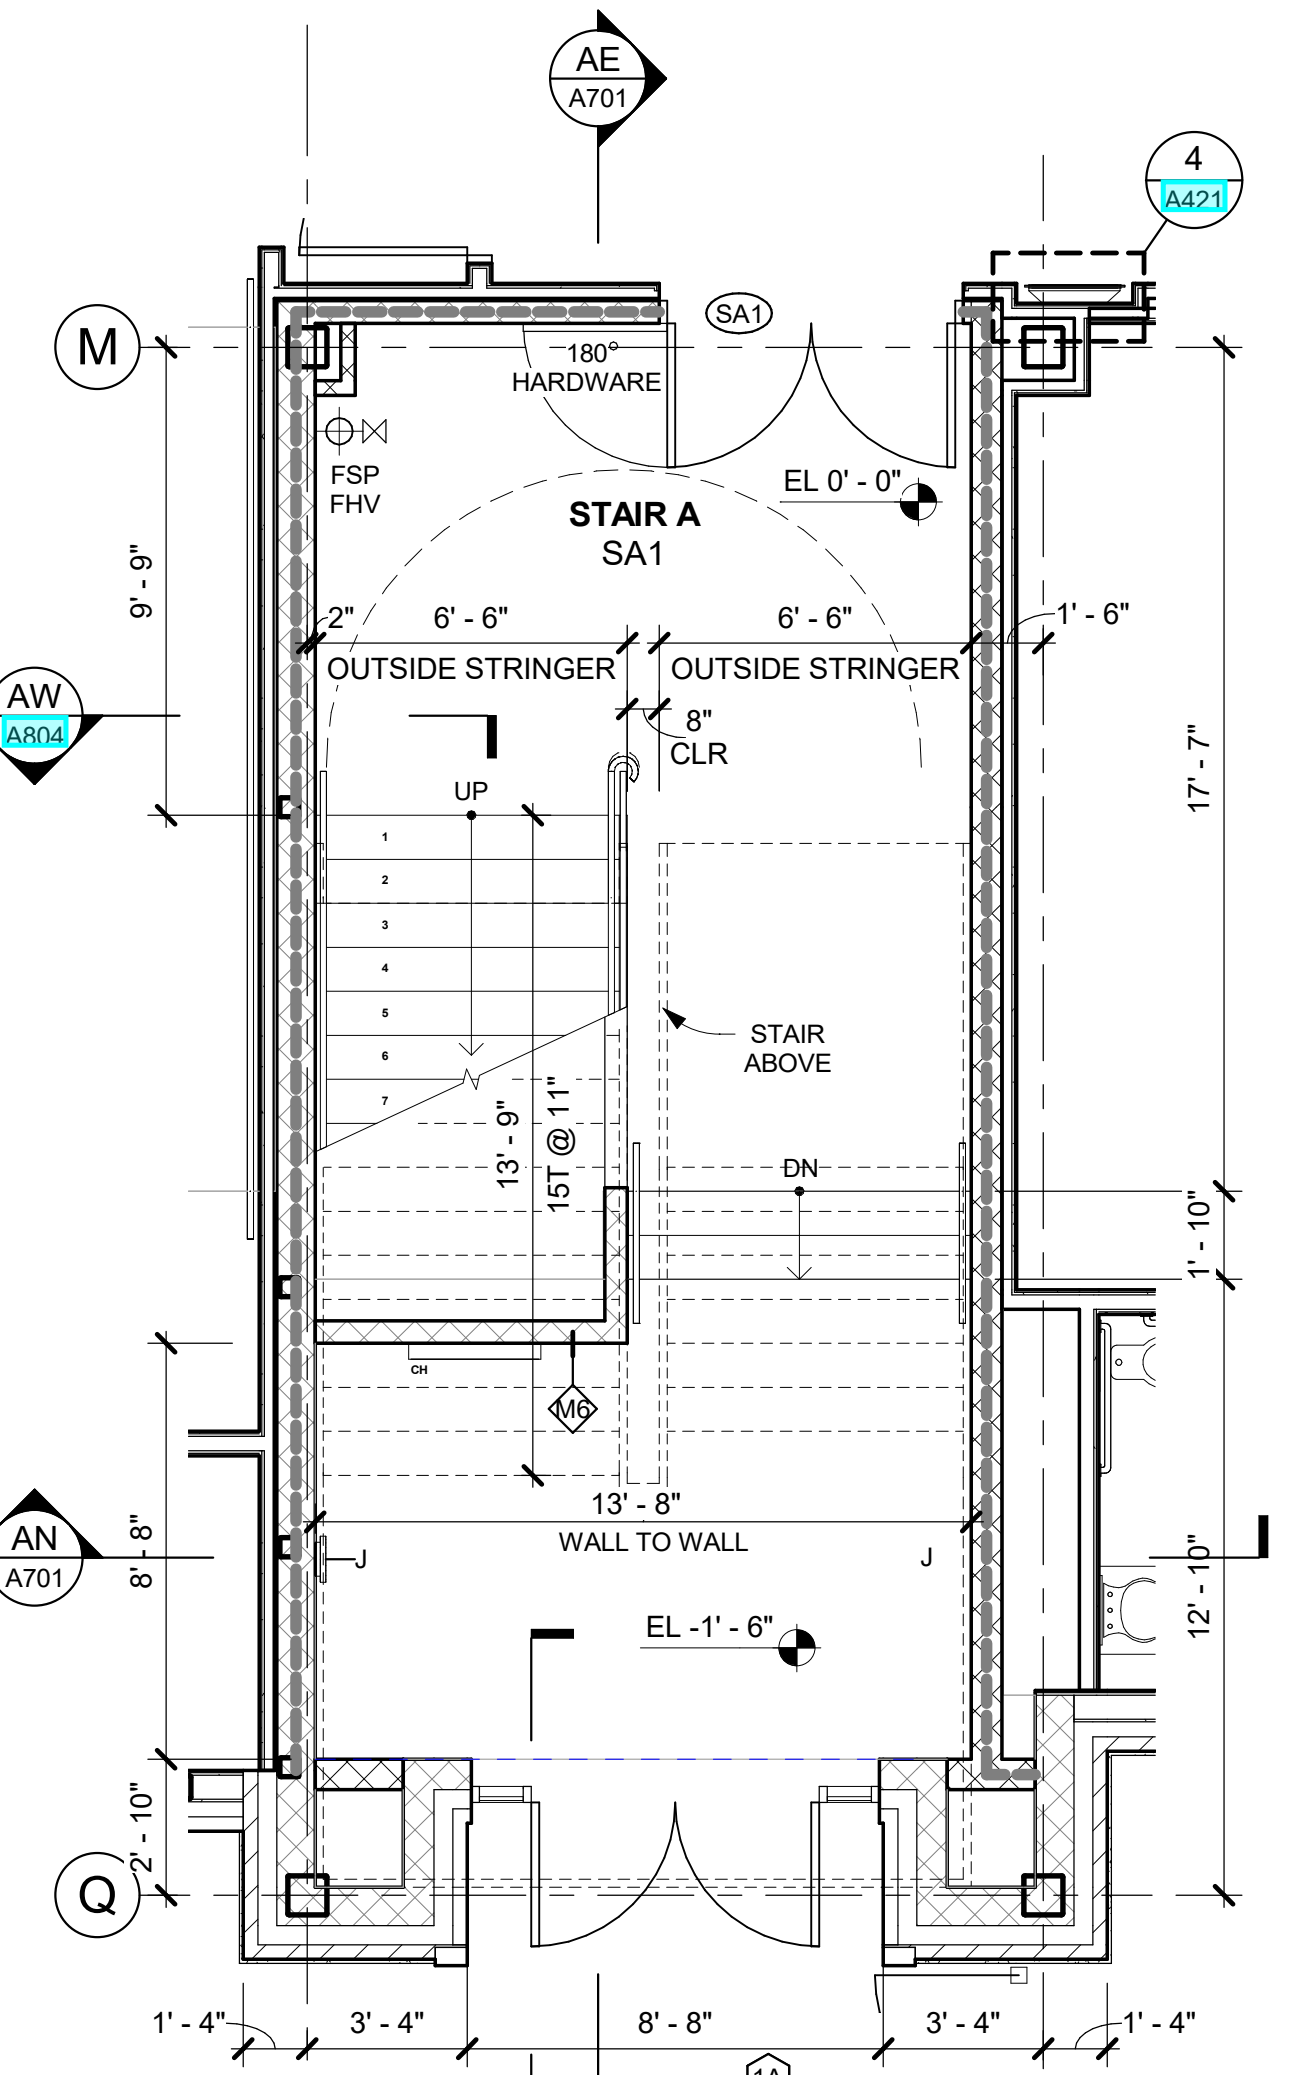 AE
A701
4
A421
SA1
M
180°
HARDWARE
FSP
FHV
EL 0' - 0"
STAIR A
SA1
9' - 9"
2"
6' - 6"
6' - 6"
1' - 6"
OUTSIDE STRINGER
OUTSIDE STRINGER
AW
A804
8"
CLR
17' - 7"
UP
1
2
3
4
5
6
7
STAIR
ABOVE
13' - 9"
15T @ 11"
DN
1' - 10"
CH
M6
13' - 8"
WALL TO WALL
AN
A701
8' - 8"
J
J
12' - 10"
EL -1' - 6"
2' - 10"
Q
1' - 4"
3' - 4"
8' - 8"
3' - 4"
1' - 4"